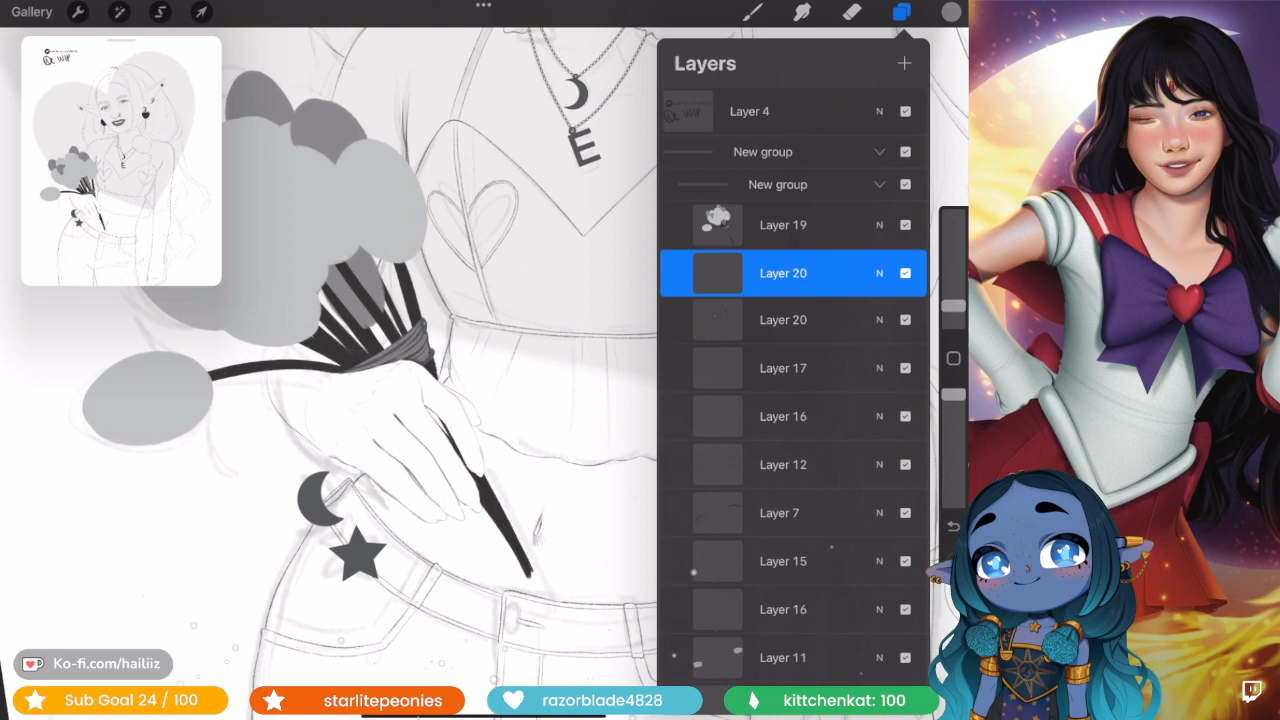 Gallery
Layers
Layer 4
N
New group
New group
Layer 19
N
Layer 20
N
Layer 20
N
Layer 17
N
Layer 16
N
Layer 12
N
Layer 7
N
Layer 15
N
Layer 16
N
Layer 11
N
E
WIP
Ko-fi.com/hailiiz
Sub Goal 24 / 100
starlitepeonies
razorblade4828
kittchenkat: 100